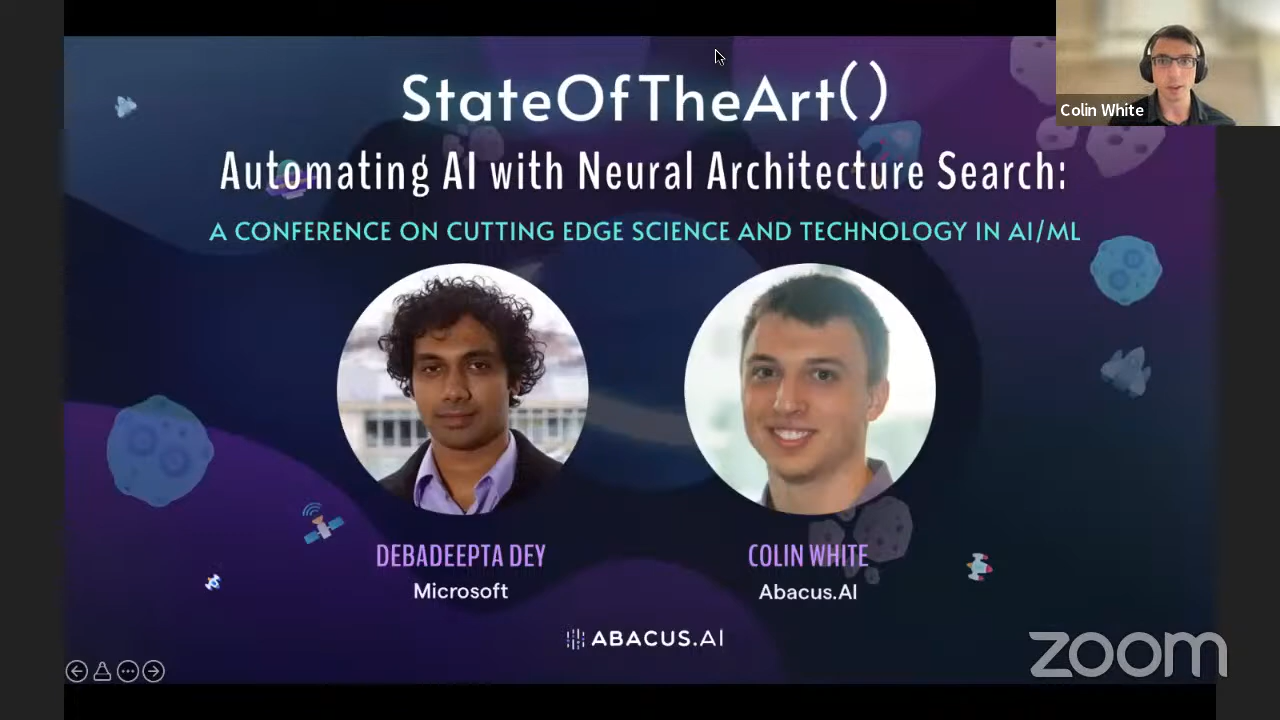 StateOfTheArt()
Colin White
Automating AI with Neural Architecture Search:
A CONFERENCE ON CUTTING EDGE SCIENCE AND TECHNOLOGY IN AI/ML
DEBADEEPTA DEY
COLIN WHITE
Microsoft
Abacus.AI
ABACUS.AI
zoom